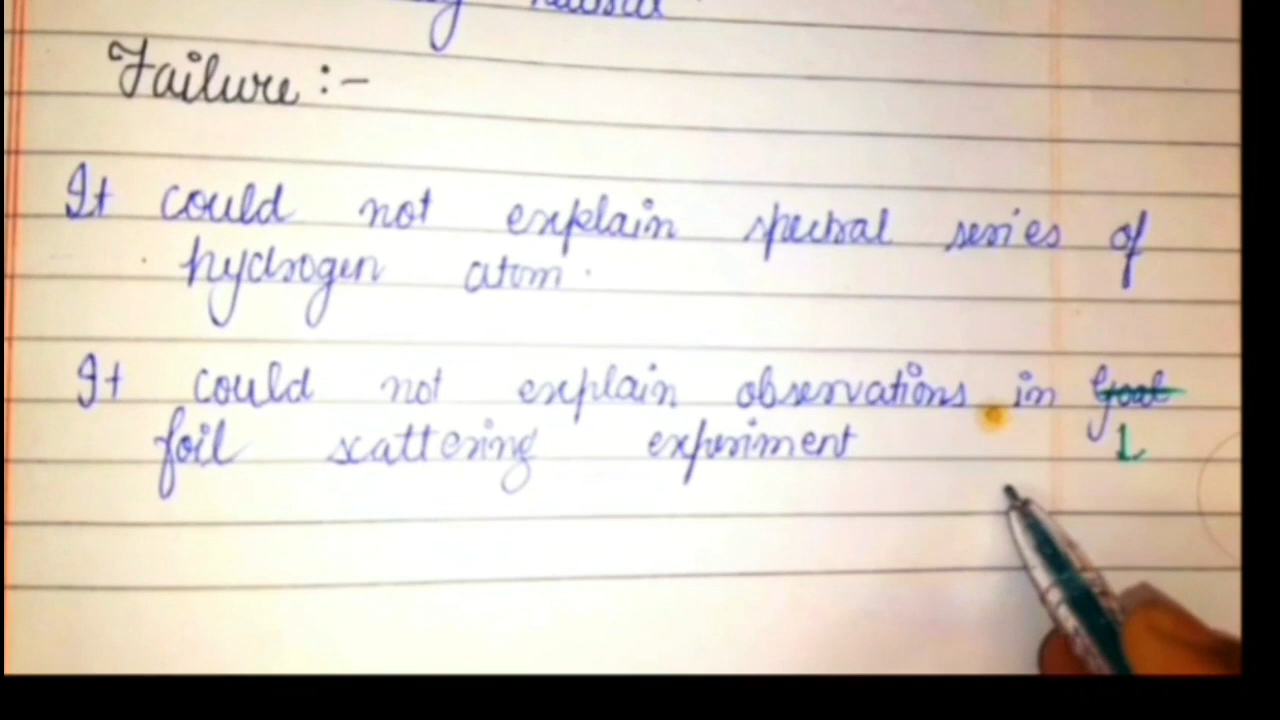 Failure :-
It could not explain spectral series of
hydrogen atom.
It could not explain observations in Goal
foil scattering experiment
L